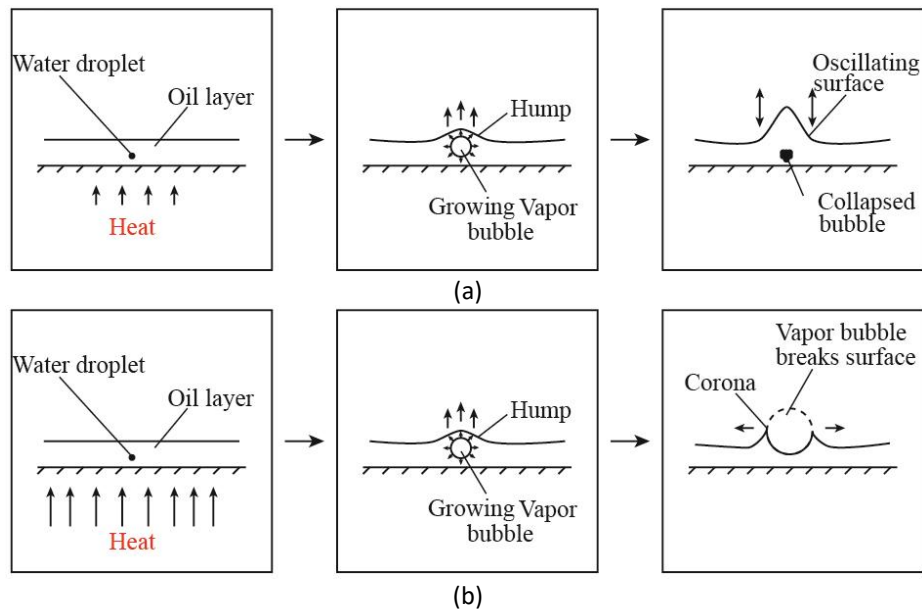 Water droplet
Oil layer
Heat
Hump
Growing Vapor
bubble
Oscillating
surface
Collapsed
bubble
(a)
Water droplet
Oil layer
Heat
Hump
Growing Vapor
bubble
Vapor bubble
breaks surface
Corona
(b)